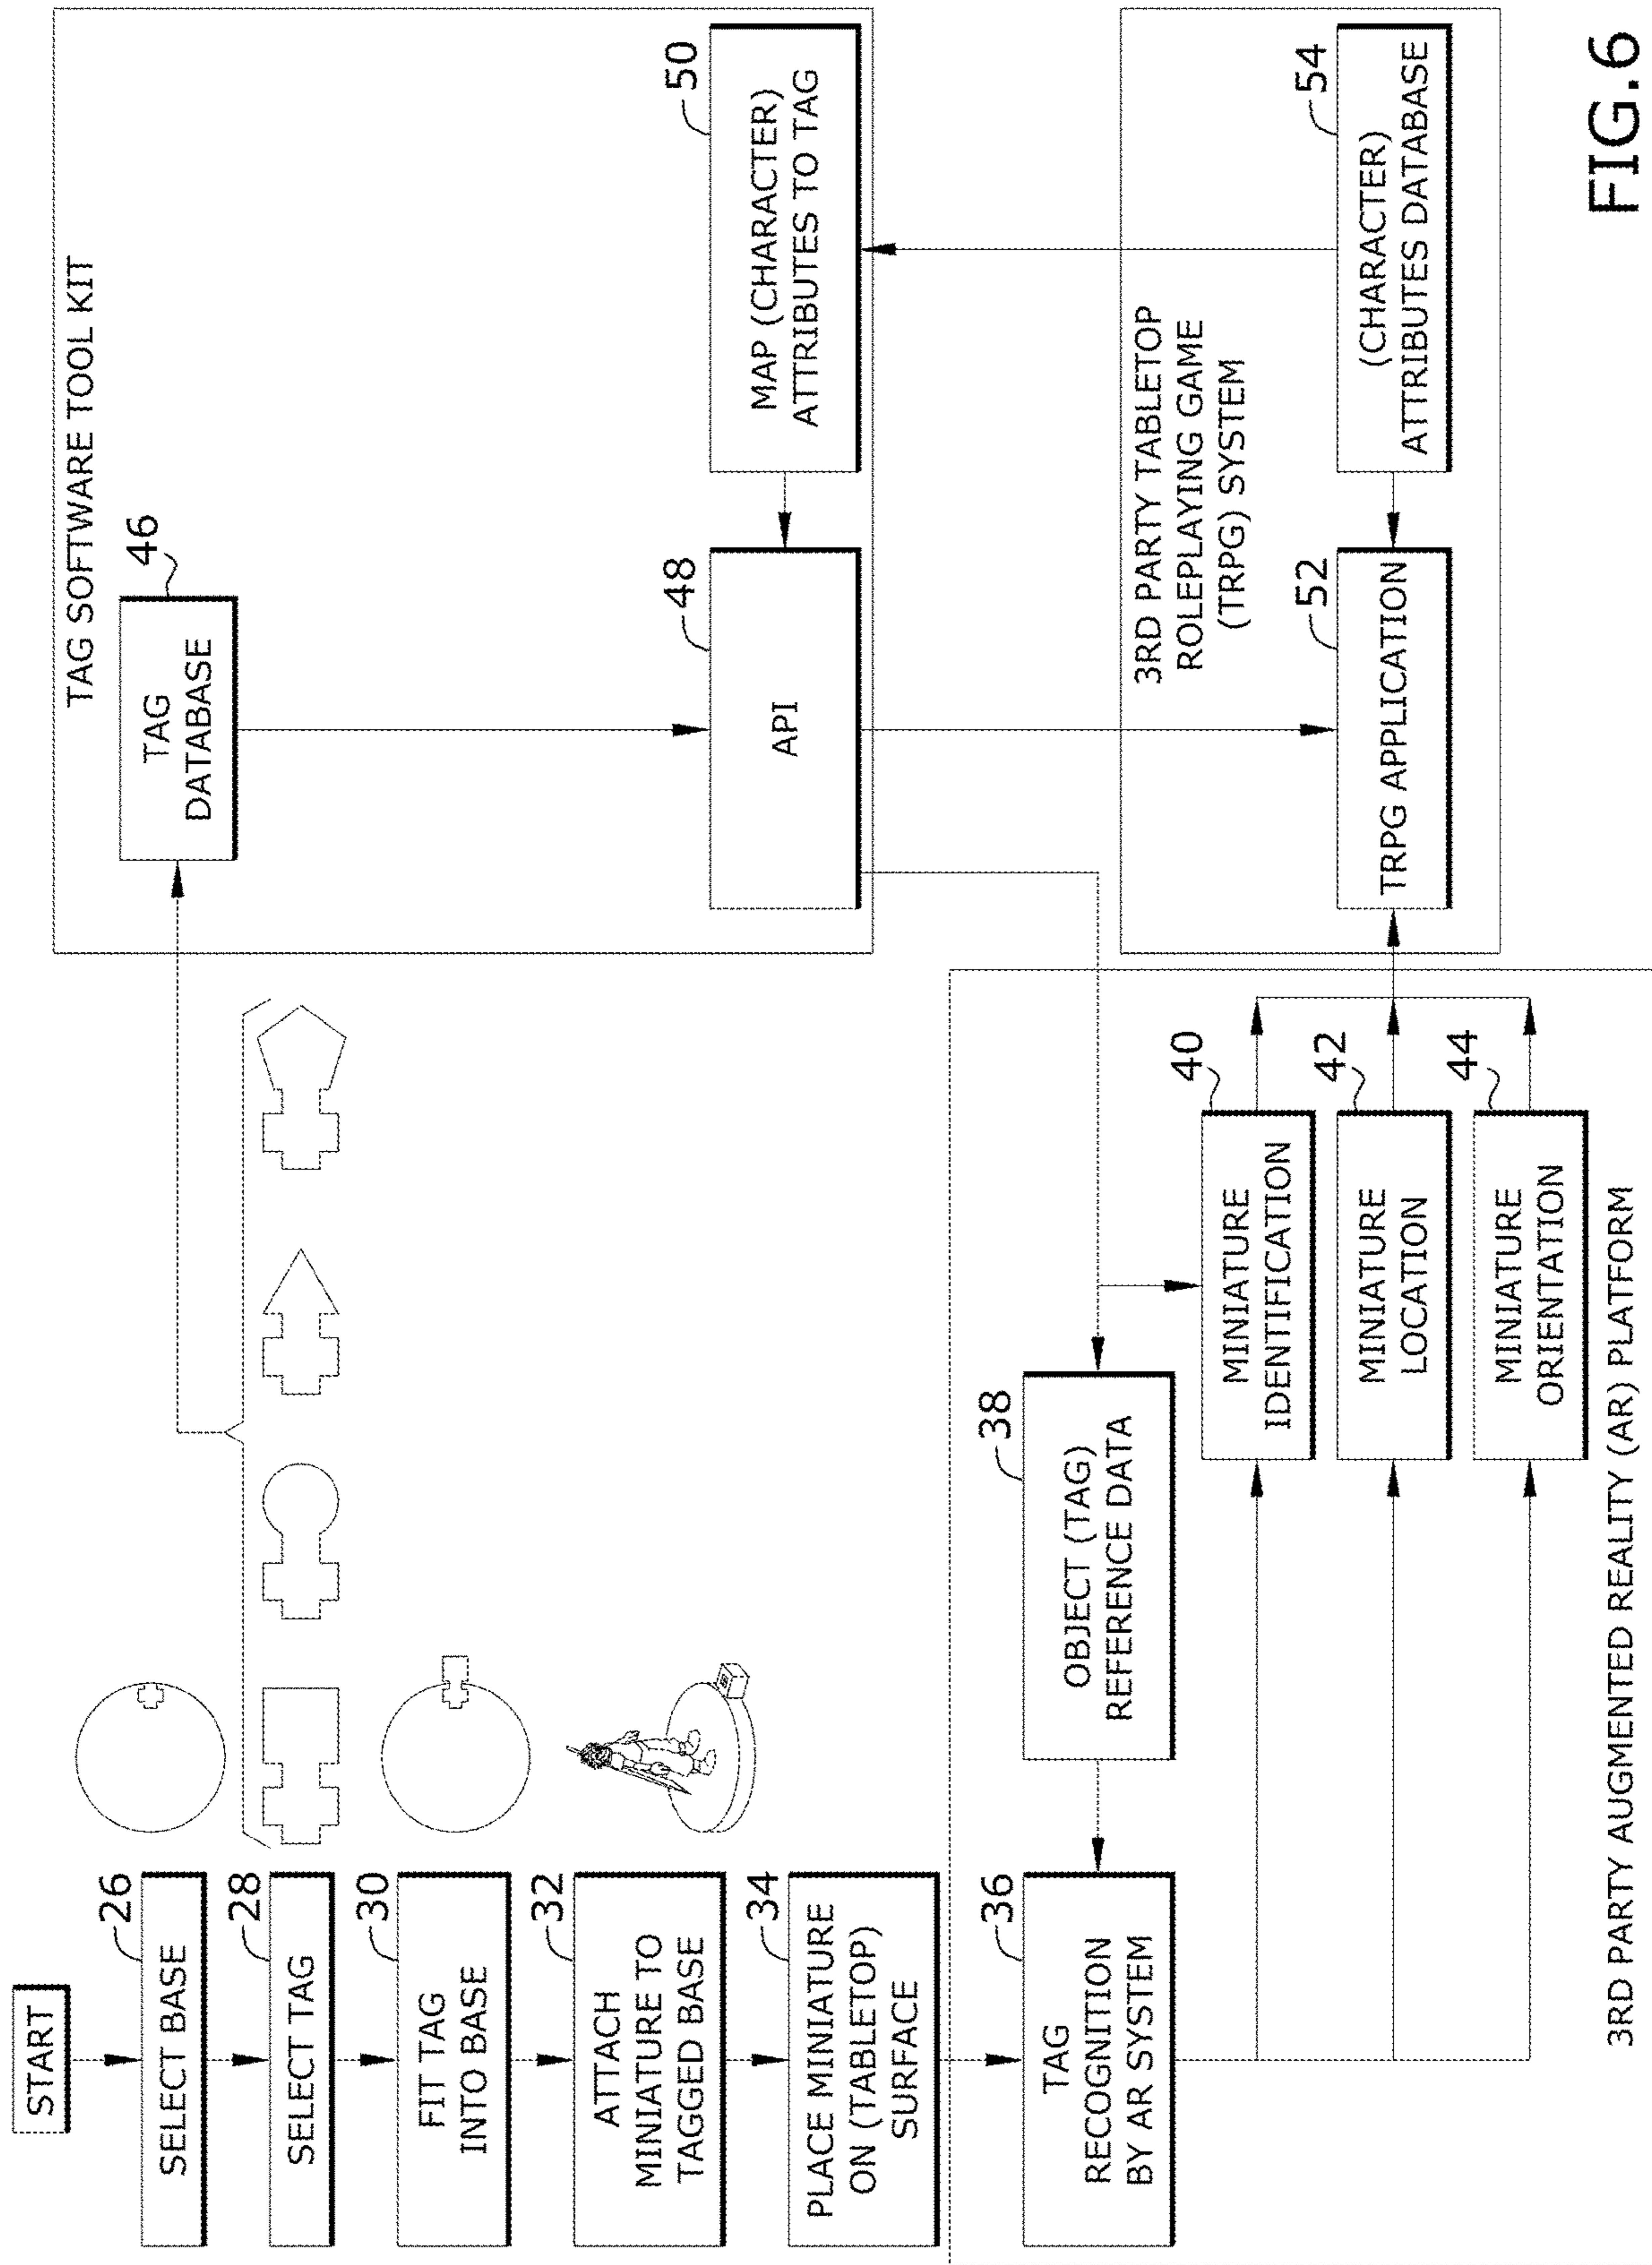 START
26
SELECT BASE
28
SELECT TAG
30
FIT TAG
INTO BASE
32
ATTACH
MINIATURE TO
TAGGED BASE
34
PLACE MINIATURE
ON (TABLETOP)
SURFACE
36
TAG
RECOGNITION
BY AR SYSTEM
38
OBJECT (TAG)
REFERENCE DATA
40
MINIATURE
IDENTIFICATION
42
MINIATURE
LOCATION
44
MINIATURE
ORIENTATION
3RD PARTY AUGMENTED REALITY (AR) PLATFORM
TAG SOFTWARE TOOL KIT
46
TAG
DATABASE
48
API
50
MAP (CHARACTER)
ATTRIBUTES TO TAG
3RD PARTY TABLETOP
ROLEPLAYING GAME
(TRPG) SYSTEM
52
TRPG APPLICATION
54
(CHARACTER)
ATTRIBUTES DATABASE
FIG.6